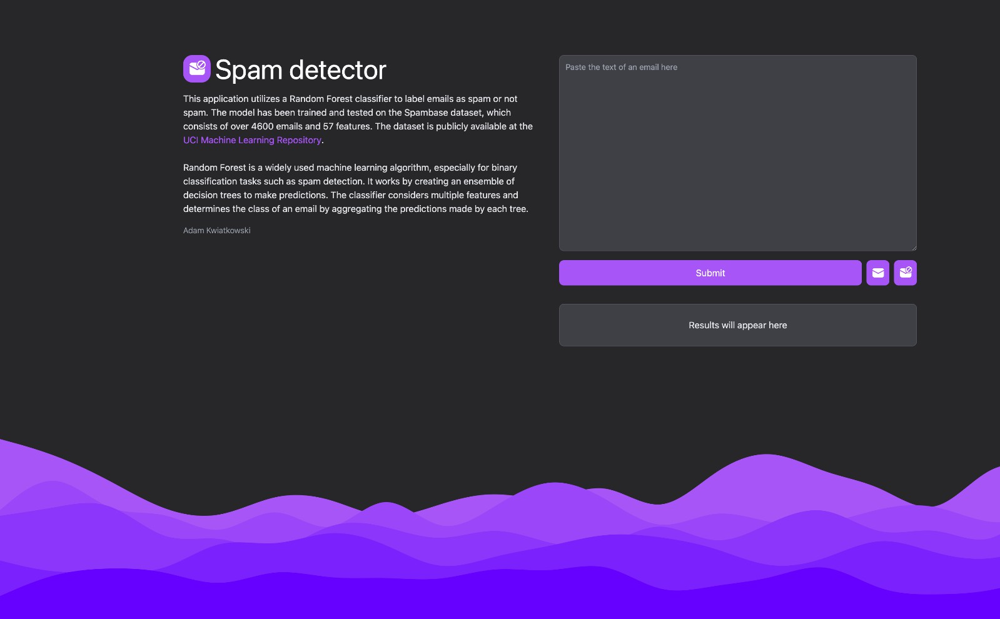 Spam detector
This application utilizes a Random Forest classifier to label emails as spam or not
spam. The model has been trained and tested on the Spambase dataset, which
consists of over 4600 emails and 57 features. The dataset is publicly available at the
UCI Machine Learning Repository.
Random Forest is a widely used machine learning algorithm, especially for binary
classification tasks such as spam detection. It works by creating an ensemble of
decision trees to make predictions. The classifier considers multiple features and
determines the class of an email by aggregating the predictions made by each tree.
Adam Kwiatkowski
Paste the text of an email here
Submit
Results will appear here